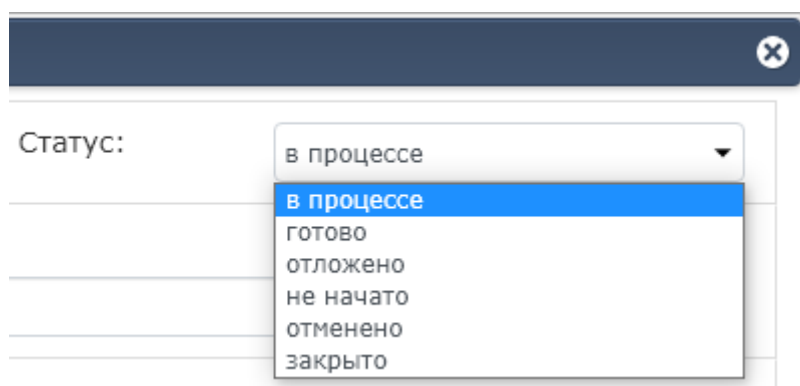 Статус:
в процессе
в процессе
готово
отложено
не начато
отменено
закрыто